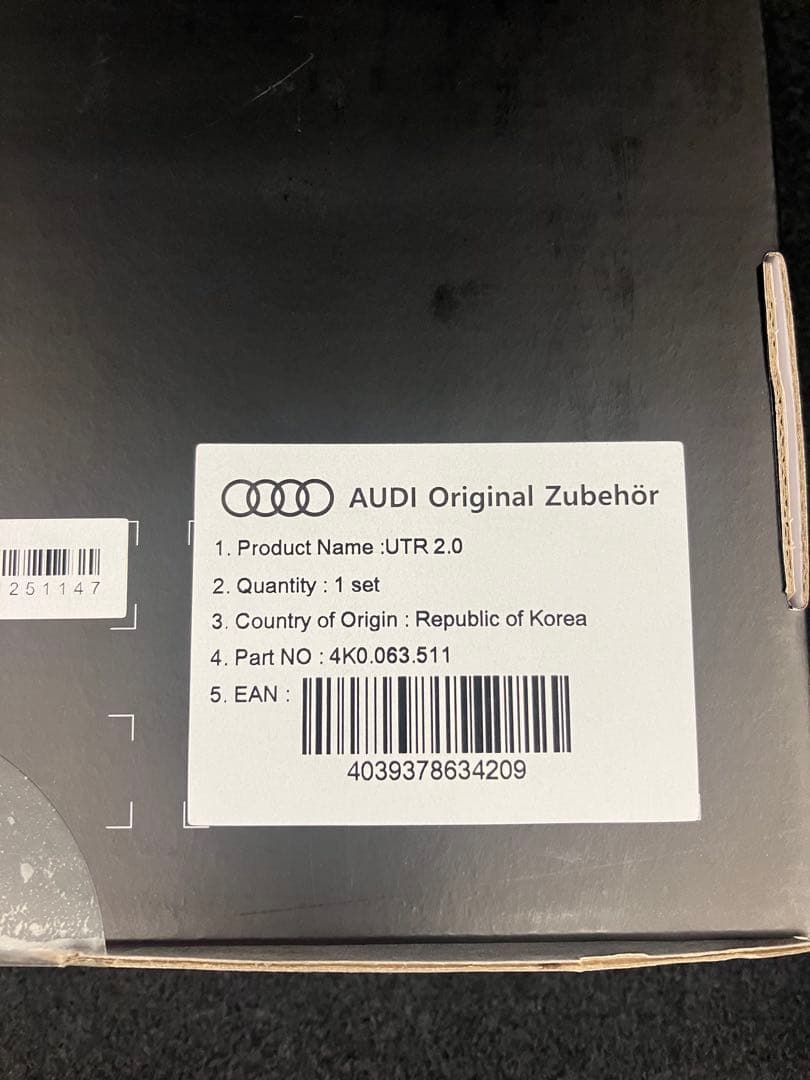 AUDI Original Zubehör
1. Product Name :UTR 2.0
2. Quantity : 1 set
3. Country of Origin : Republic of Korea
4. Part NO : 4K0.063.511
5. EAN :
4039378634209
251147